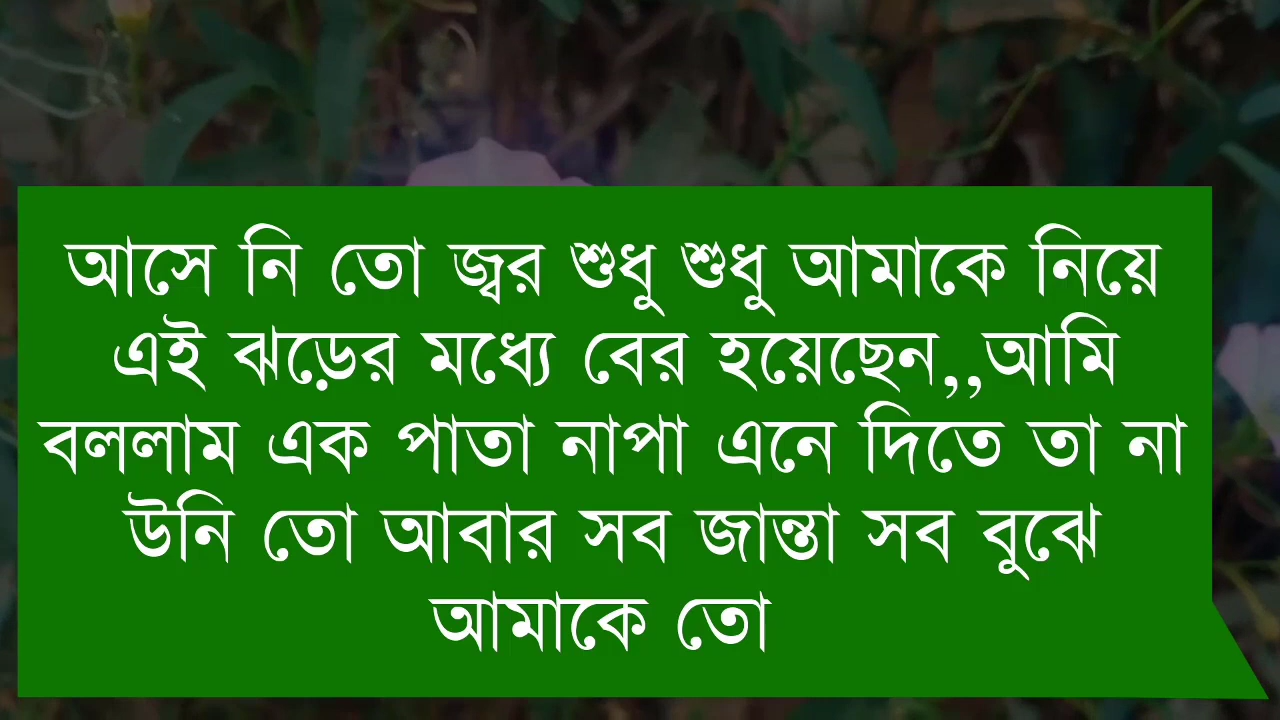 আসে নি তো জ্বর শুধু শুধু আমাকে নিয়ে
এই ঝড়ের মধ্যে বের হয়েছেন,,আমি
বললাম এক পাতা নাপা এনে দিতে তা না
উনি তো আবার সব জান্তা সব বুঝে
আমাকে তো